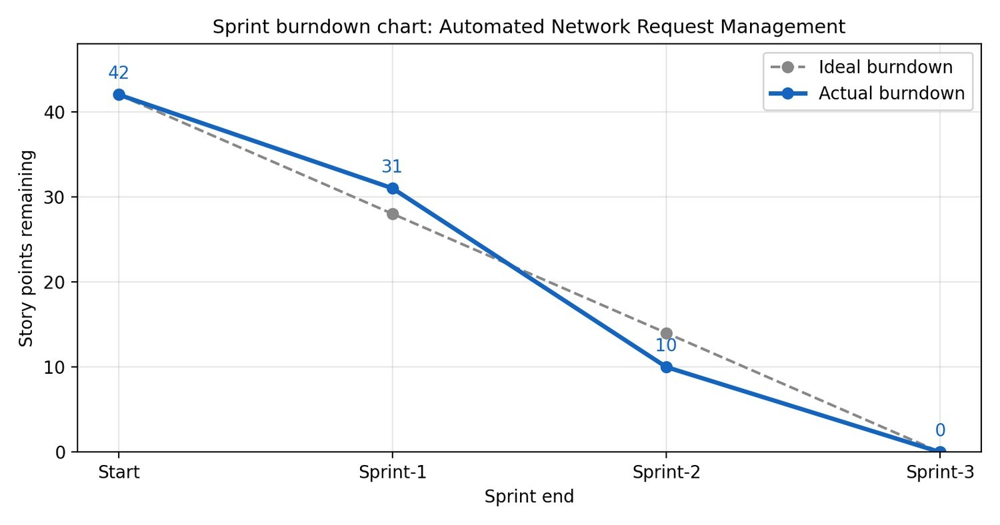 Sprint burndown chart: Automated Network Request Management
42
Ideal burndown
Actual burndown
40
31
30
20
10
10
0
0
Story points remaining
Start
Sprint-1
Sprint-2
Sprint-3
Sprint end